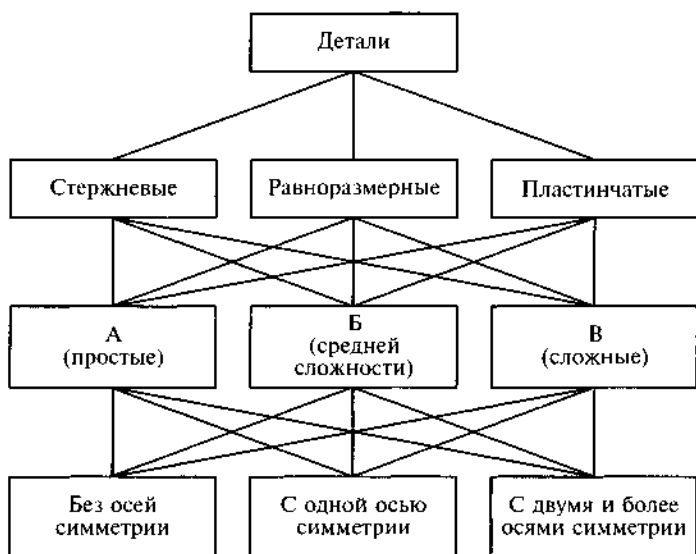 Детали
Стержневые
Равноразмерные
Пластинчатые
А
(простые)
Б
(средней
сложности)
В
(сложные)
Без осей
симметрии
С одной осью
симметрии
С двумя и более
осями симметрии